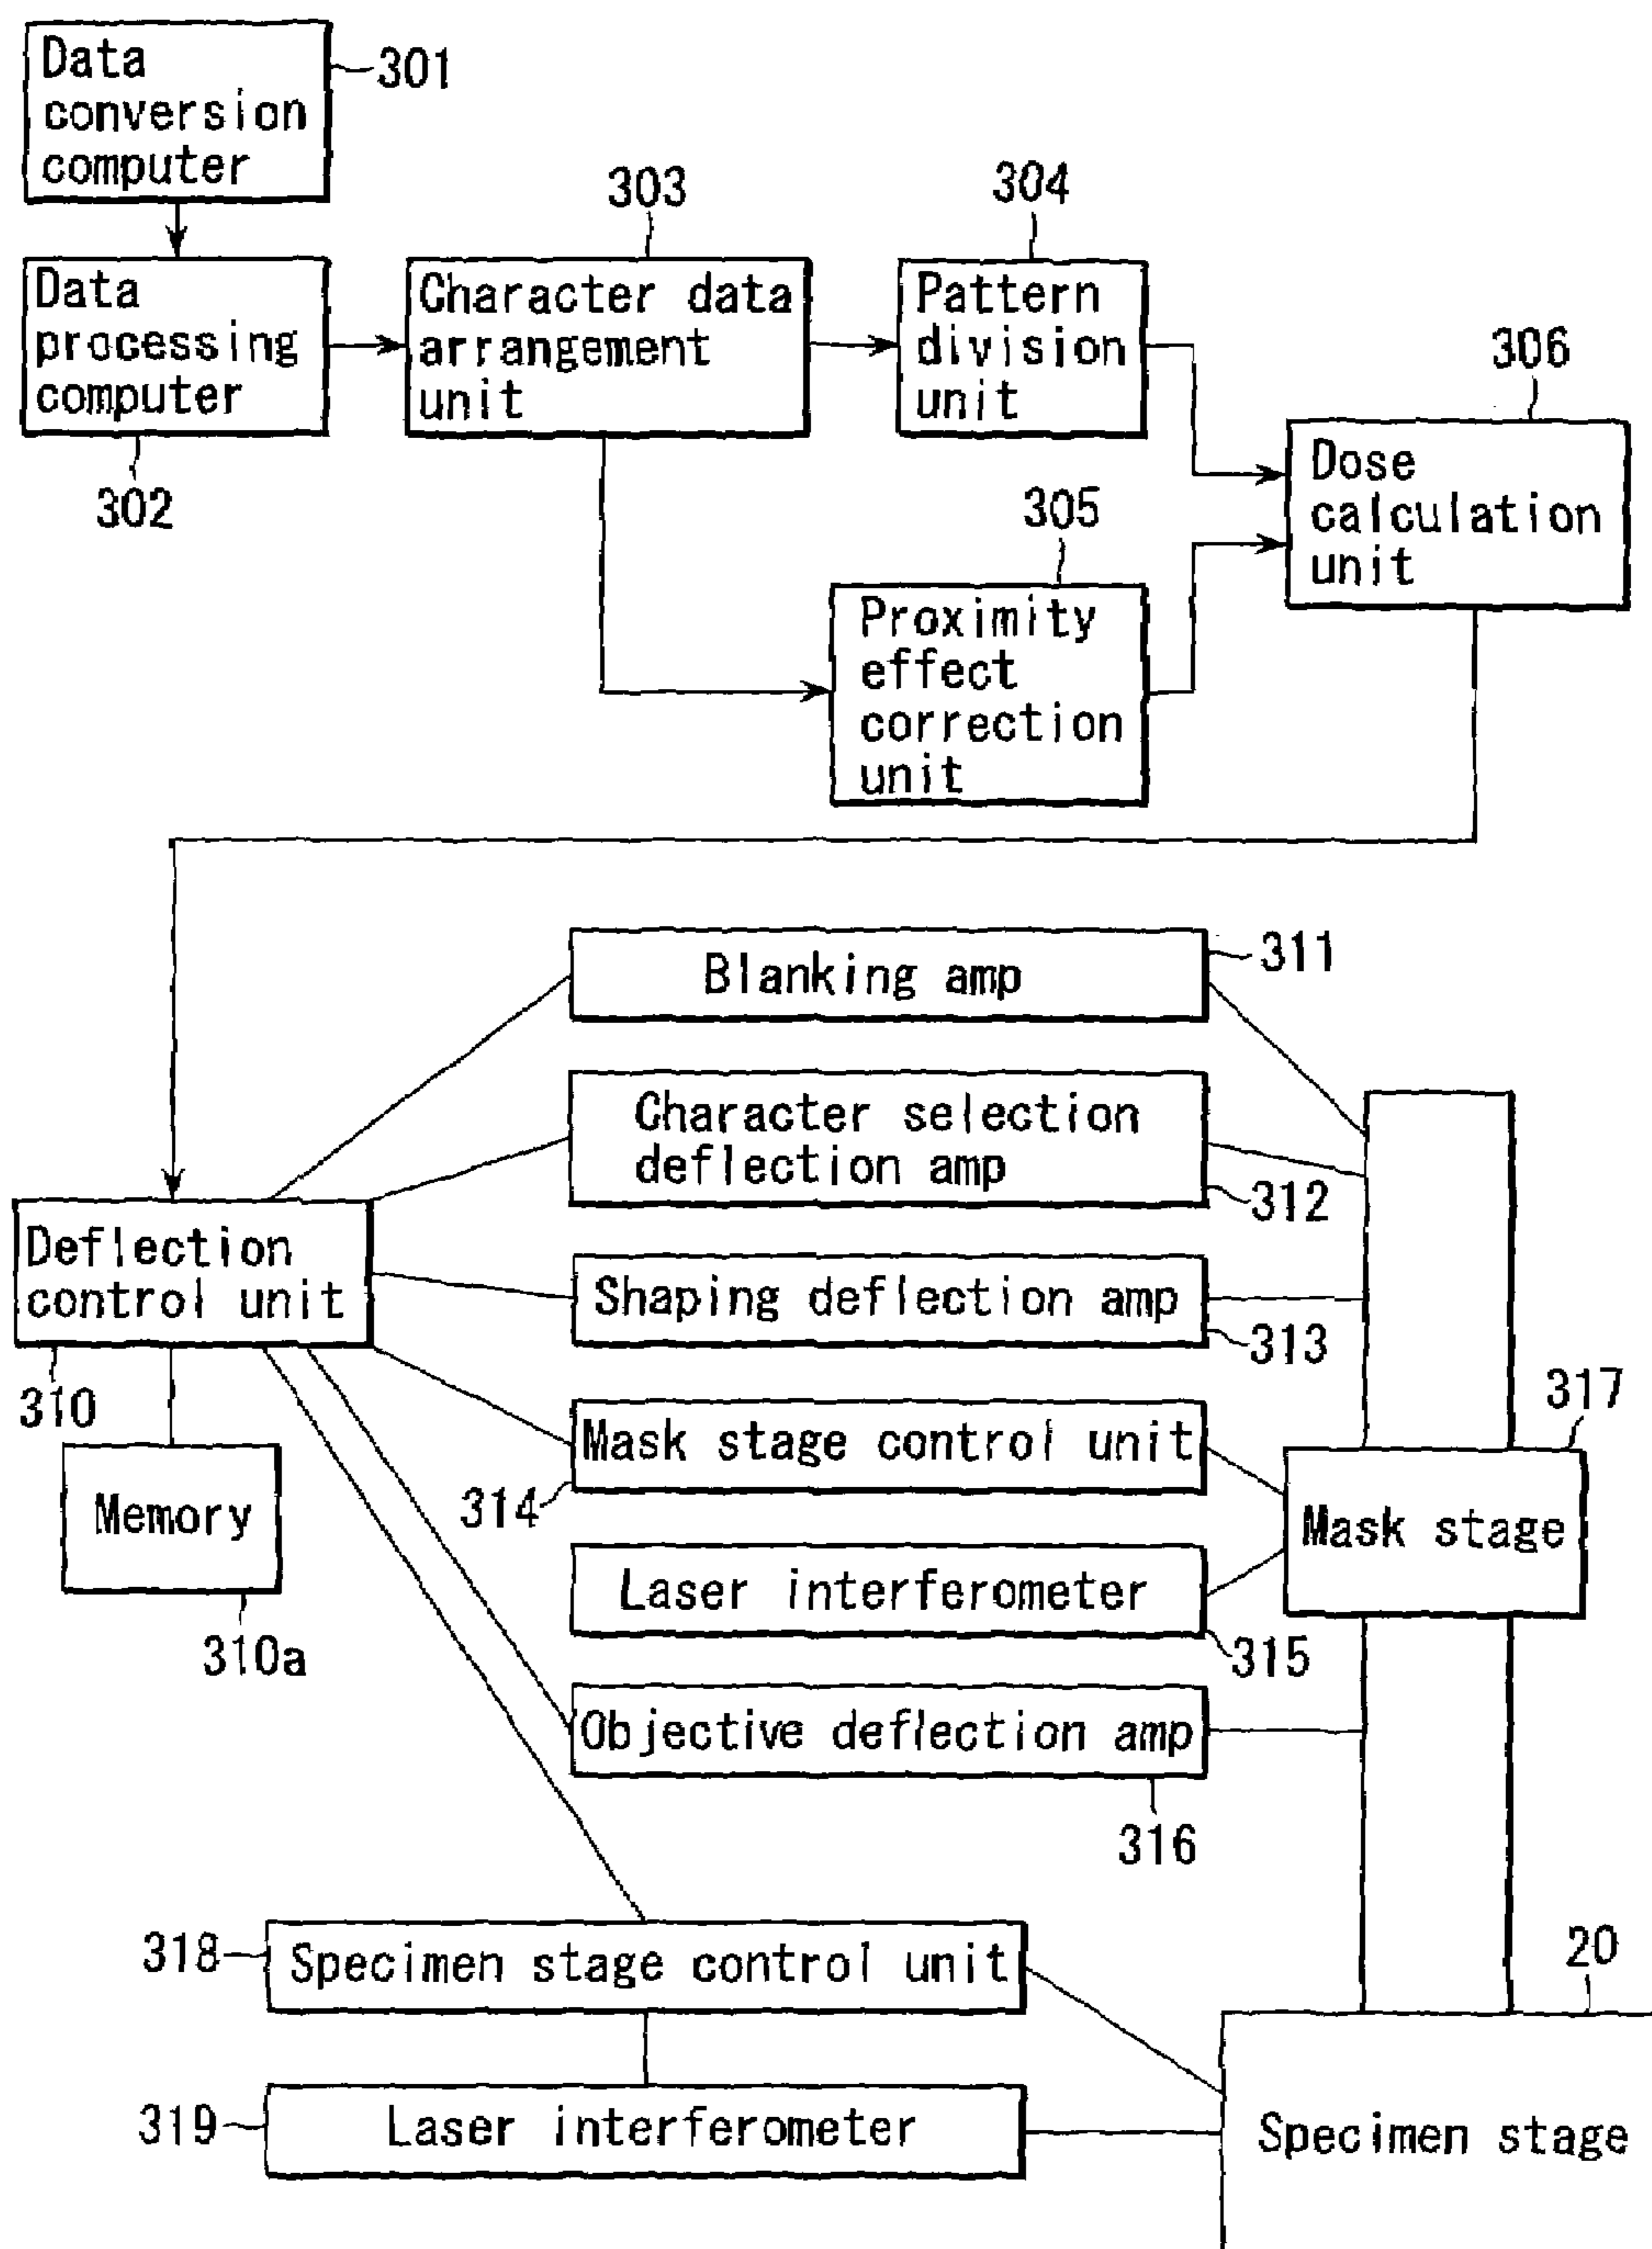 Data
conversion
computer
301
Data
processing
computer
302
303
Character data
arrangement
unit
304
Pattern
division
unit
305
Proximity
effect
correction
unit
306
Dose
calculation
unit
Blanking amp
311
Character selection
deflection amp
312
Deflection
control unit
310
Shaping deflection amp
313
Memory
310a
Mask stage control unit
314
317
Mask stage
Laser interferometer
315
Objective deflection amp
316
318
Specimen stage control unit
20
Specimen stage
319
Laser interferometer